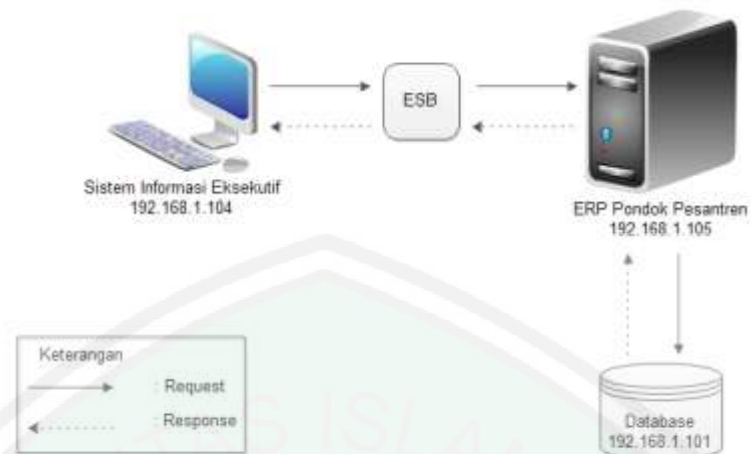 ESB
Sistem Informasi Eksekutif
192.168.1.104
ERP Pondok Pesantren
192.168.1.105
Keterangan
: Request
: Response
Database
192.168.1.101